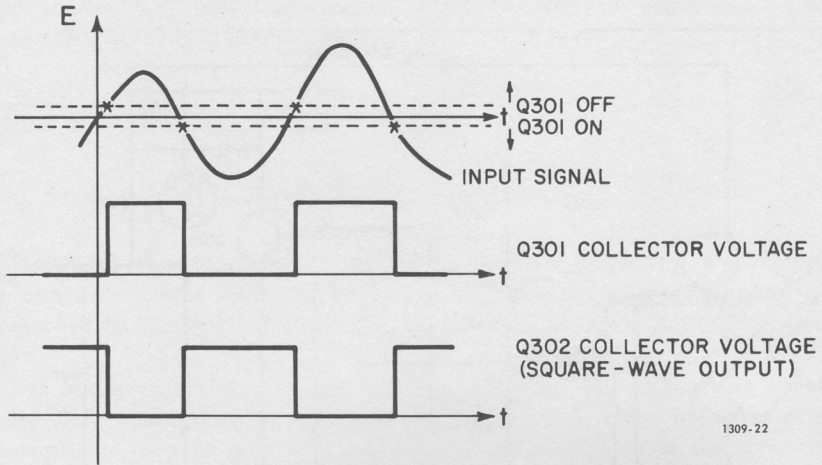 E
Q301 OFF
t
Q301 ON
INPUT SIGNAL
Q301 COLLECTOR VOLTAGE
t
Q302 COLLECTOR VOLTAGE
(SQUARE-WAVE OUTPUT)
t
1309-22